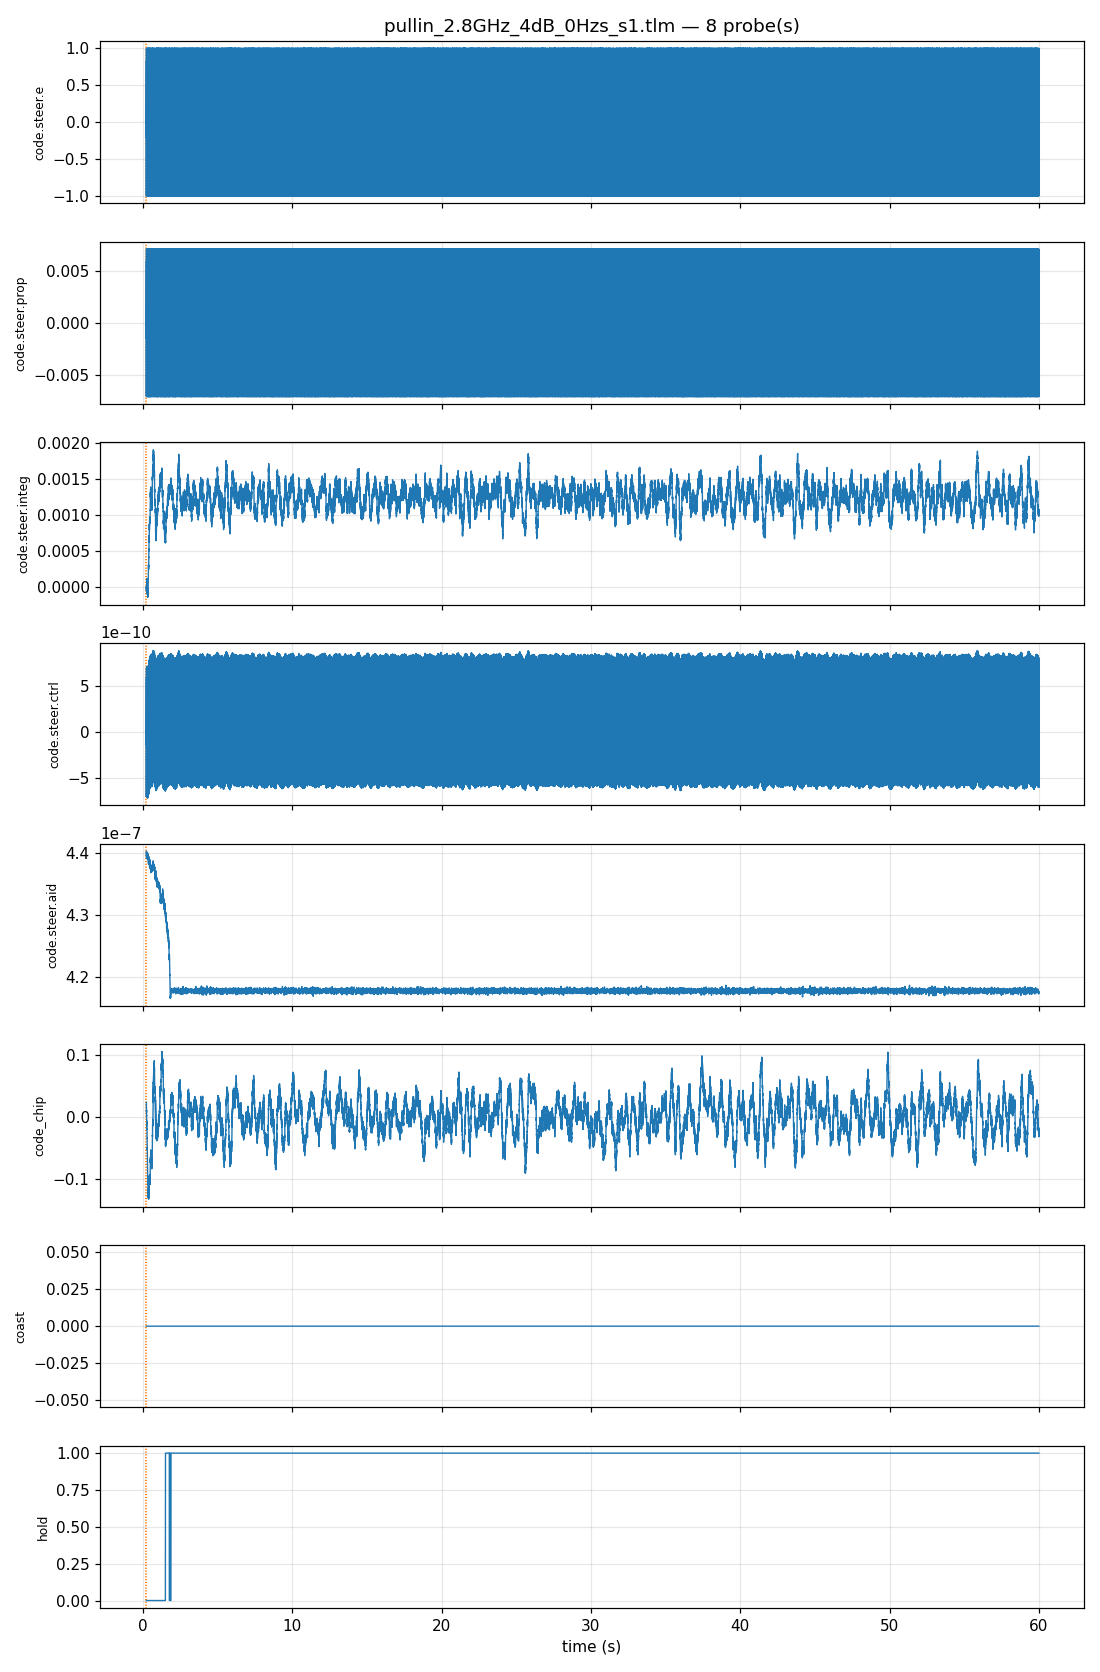 pullin_2.8GHz_4dB_0Hzs_s1.tlm — 8 probe(s)
1.0
0.5
0.0
−0.5
−1.0
code.steer.e
0.005
0.000
−0.005
code.steer.prop
0.0020
0.0015
0.0010
0.0005
0.0000
code.steer.integ
1e−10
5
0
−5
code.steer.ctrl
1e−7
4.4
4.3
4.2
code.steer.aid
0.1
0.0
−0.1
code_chip
0.050
0.025
0.000
−0.025
−0.050
coast
1.00
0.75
0.50
0.25
0.00
hold
0 10 20 30 40 50 60
time (s)